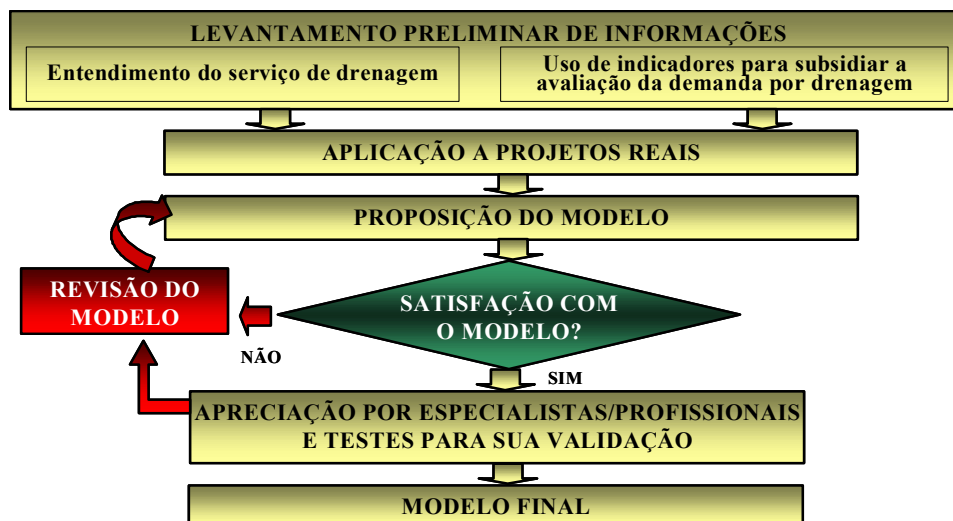 LEVANTAMENTO PRELIMINAR DE INFORMAÇÕES
Entendimento do serviço de drenagem
Uso de indicadores para subsidiar a
avaliação da demanda por drenagem
APLICAÇÃO A PROJETOS REAIS
PROPOSIÇÃO DO MODELO
SATISFAÇÃO COM
O MODELO?
REVISÃO DO
MODELO
NÃO
SIM
APRECIAÇÃO POR ESPECIALISTAS/PROFISSIONAIS
E TESTES PARA SUA VALIDAÇÃO
MODELO FINAL